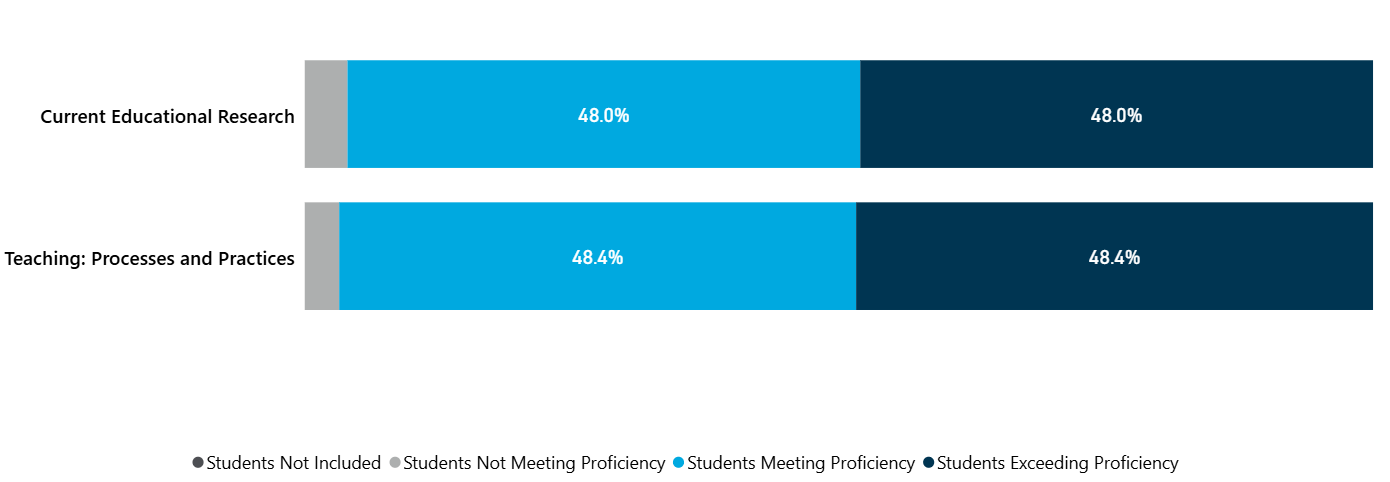 Current Educational Research 48.0% 48.0%
Teaching: Processes and Practices 48.4% 48.4%
Students Not Included Students Not Meeting Proficiency Students Meeting Proficiency Students Exceeding Proficiency